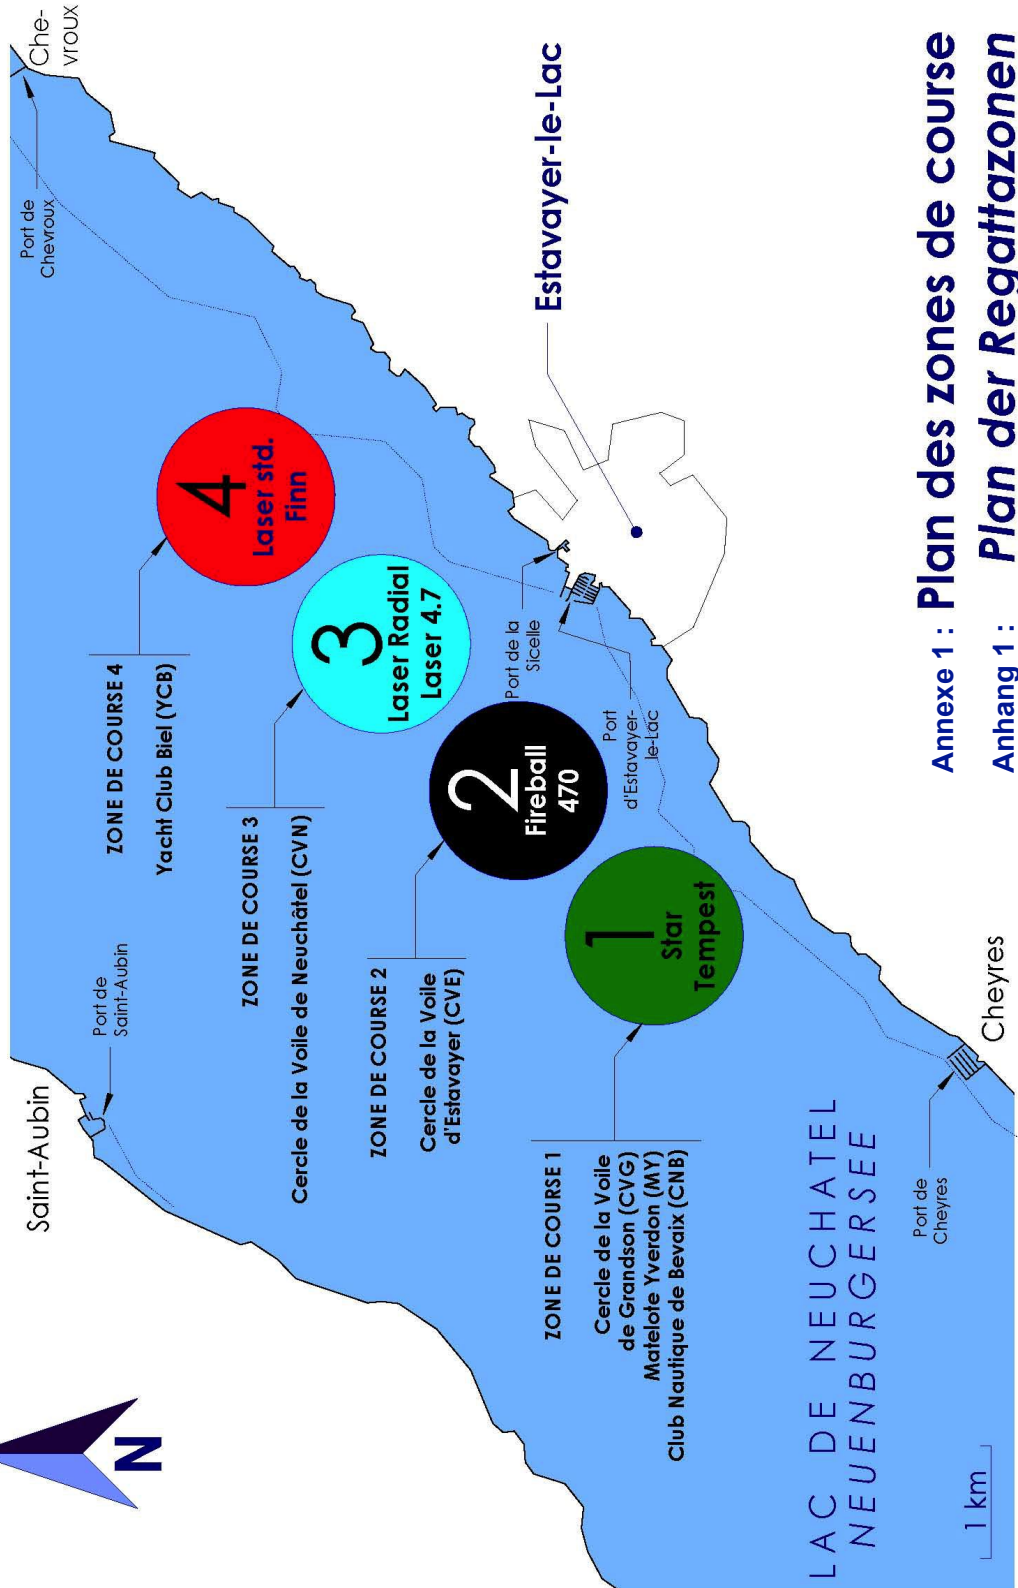 Saint-Aubin
Port de
Saint-Aubin
Port de
Chevroux
Che-
vroux
N
ZONE DE COURSE 4
Yacht Club Biel (YCB)
4
Laser std.
Finn
ZONE DE COURSE 3
Cercle de la Voile de Neuchâtel (CVN)
3
Laser Radial
Laser 4.7
ZONE DE COURSE 2
Cercle de la Voile
d'Estavayer (CVE)
2
Fireball
470
ZONE DE COURSE 1
Cercle de la Voile
de Grandson (CVG)
Matelote Yverdon (MY)
Club Nautique de Bevaix (CNB)
1
Star
Tempest
Port de la
Sicelle
Port
d'Estavayer-
le-Lac
Estavayer-le-Lac
LAC DE NEUCHATEL
NEUENBURGERSEE
Port de
Cheyres
Cheyres
1 km
Annexe 1 : Plan des zones de course
Anhang 1 : Plan der Regattazonen